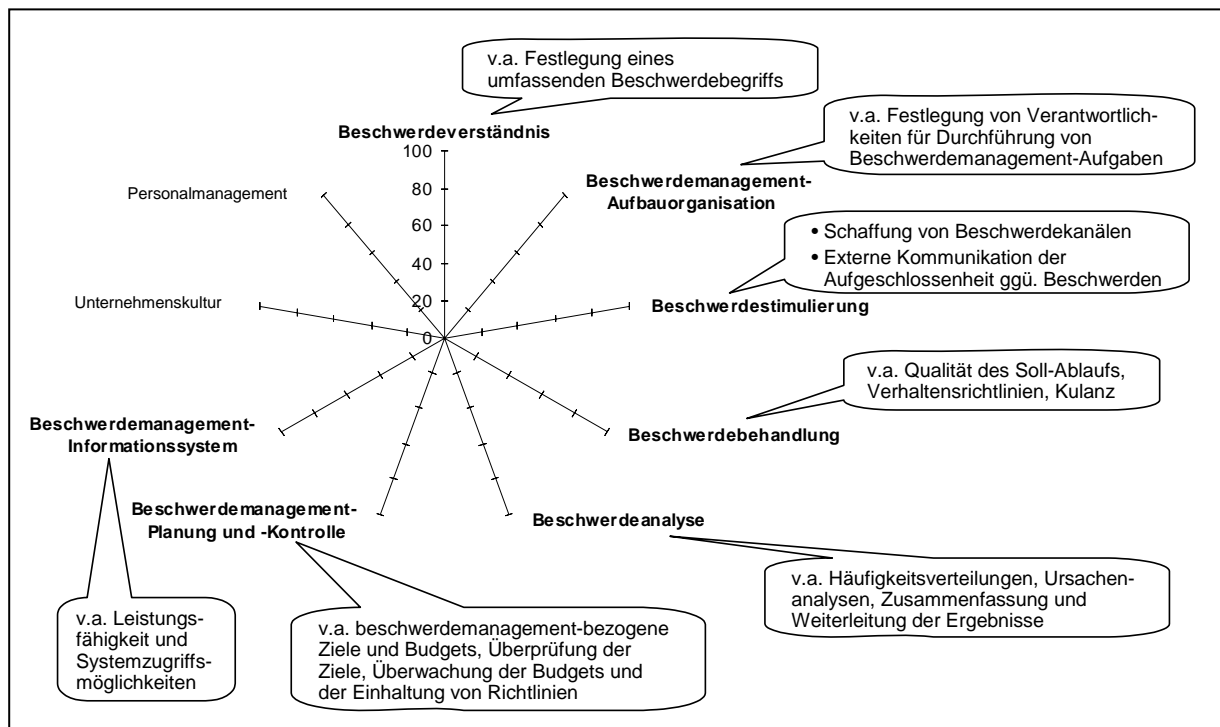 v.a. Festlegung eines
umfassenden Beschwerdebegriffs
Beschwerdeverständnis
v.a. Festlegung von Verantwortlich-
keiten für Durchführung von
Beschwerdemanagement-Aufgaben
100
80
60
40
20
0
Personalmanagement
Beschwerdemanagement-
Aufbauorganisation
• Schaffung von Beschwerdekanälen
• Externe Kommunikation der
Aufgeschlossenheit ggü. Beschwerden
Unternehmenskultur
Beschwerdestimulierung
v.a. Qualität des Soll-Ablaufs,
Verhaltensrichtlinien, Kulanz
Beschwerdemanagement-
Informationssystem
Beschwerdebehandlung
Beschwerdemanagement-
Planung und -Kontrolle
Beschwerdeanalyse
v.a. Leistungs-
fähigkeit und
Systemzugriffs-
möglichkeiten
v.a. beschwerdemanagement-bezogene
Ziele und Budgets, Überprüfung der
Ziele, Überwachung der Budgets und
der Einhaltung von Richtlinien
v.a. Häufigkeitsverteilungen, Ursachen-
analysen, Zusammenfassung und
Weiterleitung der Ergebnisse